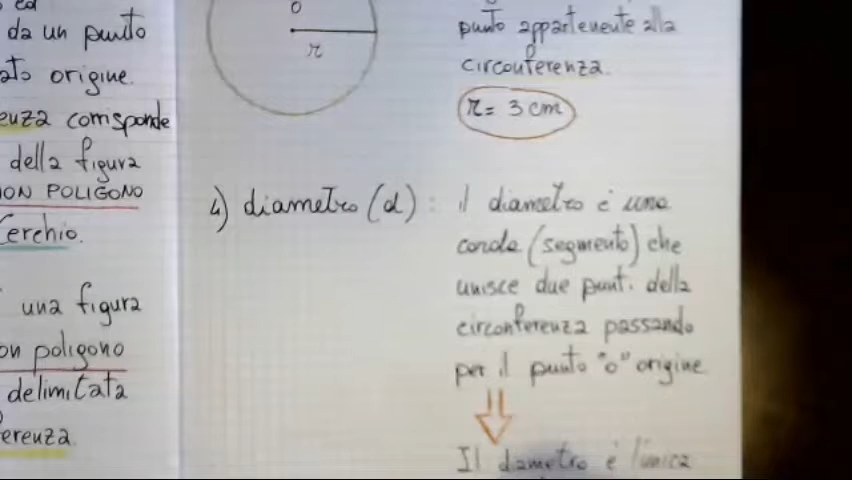 da un punto
ato origine.
enza corrisponde
della figura
NON POLIGONO
Cerchio.
una figura
on poligono
delimitata
ferenza.
o
r
punto appartenente alla
circonferenza.
r = 3 cm
4) diametro (d) : il diametro è una
corda (segmento) che
unisce due punti della
circonferenza passando
per il punto "o" origine
Il diametro è l'unica